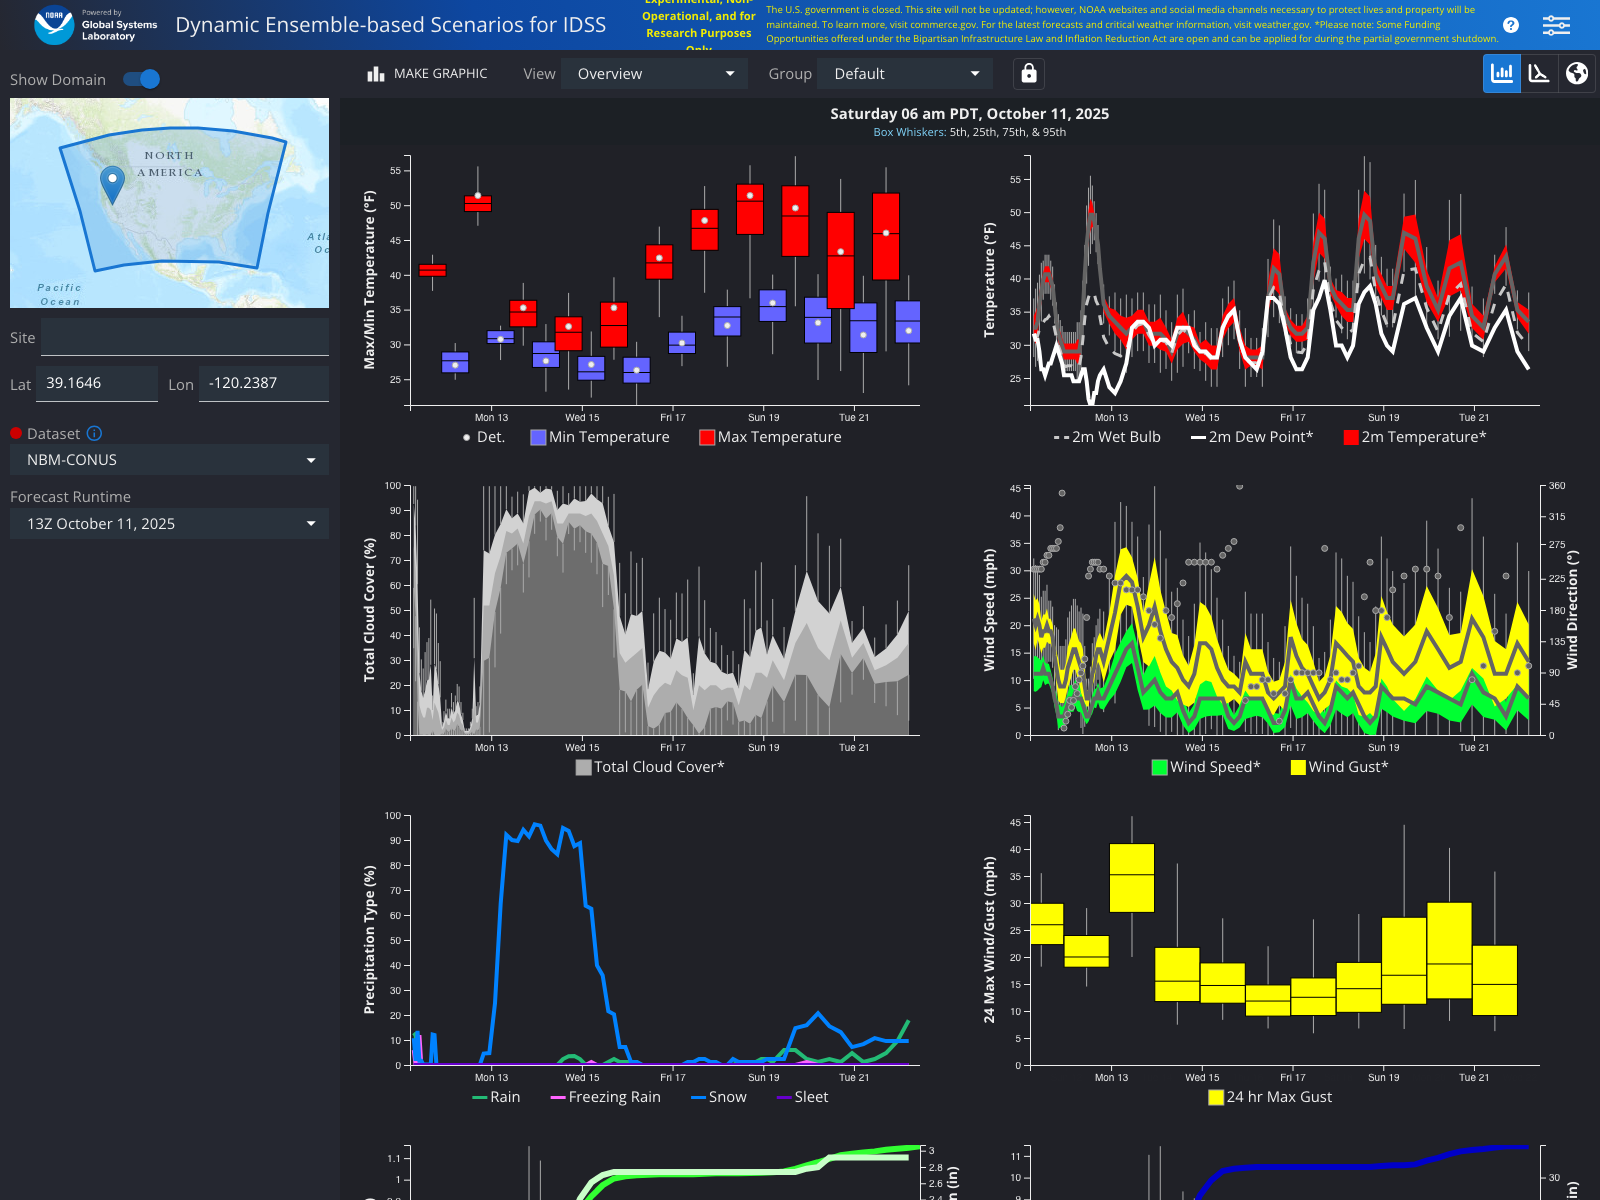 NOAA
Powered by
Global Systems
Laboratory
Dynamic Ensemble-based Scenarios for IDSS
Experimental, Non-
Operational, and for
Research Purposes
Only
The U.S. government is closed. This site will not be updated; however, NOAA websites and social media channels necessary to protect lives and property will be
maintained. To learn more, visit commerce.gov. For the latest forecasts and critical weather information, visit weather.gov. *Please note: Some Funding
Opportunities offered under the Bipartisan Infrastructure Law and Inflation Reduction Act are open and can be applied for during the partial government shutdown.
?
Show Domain
NORTH
AMERICA
Pacific
Ocean
Site
Lat 39.1646 Lon -120.2387
Dataset
NBM-CONUS
Forecast Runtime
13Z October 11, 2025
MAKE GRAPHIC
View Overview
Group Default
Saturday 06 am PDT, October 11, 2025
Box Whiskers: 5th, 25th, 75th, & 95th
Max/Min Temperature (°F)
55
50
45
40
35
30
25
Mon 13 Wed 15 Fri 17 Sun 19 Tue 21
Det. Min Temperature Max Temperature
Temperature (°F)
55
50
45
40
35
30
25
Mon 13 Wed 15 Fri 17 Sun 19 Tue 21
2m Wet Bulb 2m Dew Point* 2m Temperature*
Total Cloud Cover (%)
100
90
80
70
60
50
40
30
20
10
0
Mon 13 Wed 15 Fri 17 Sun 19 Tue 21
Total Cloud Cover*
Wind Speed (mph)
45
40
35
30
25
20
15
10
5
0
360
315
270
225
180
135
90
45
0
Wind Direction (°)
Mon 13 Wed 15 Fri 17 Sun 19 Tue 21
Wind Speed* Wind Gust*
Precipitation Type (%)
100
90
80
70
60
50
40
30
20
10
0
Mon 13 Wed 15 Fri 17 Sun 19 Tue 21
Rain Freezing Rain Snow Sleet
24 Max Wind/Gust (mph)
45
40
35
30
25
20
15
10
5
0
Mon 13 Wed 15 Fri 17 Sun 19 Tue 21
24 hr Max Gust
1.1
1
3
2.8
2.6
11
10
30